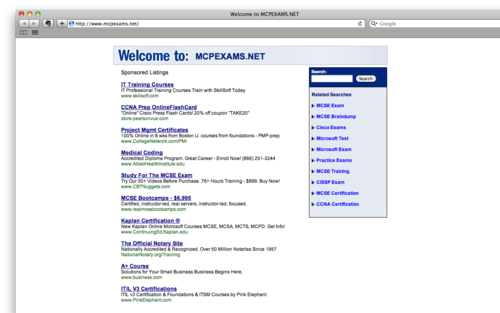 Welcome to MCPEXAMS.NET
http://www.mcpexams.net/
Google
Welcome to: MCPEXAMS.NET
Sponsored Listings
IT Training Courses
IT Professional Training Courses Train with SkillSoft Today
www.skillsoft.com
CCNA Prep OnlineFlashCard
"Online" Cisco Press Flash Cards! 20% off coupon "TAKE20"
store.pearsonvue.com
Project Mgmt Certificates
100% Online in 8 wks from Boston U. courses from foundations - PMP-prep
www.CollegeNetwork.com/PMI
Medical Coding
Accredited Diploma Program. Great Career - Enroll Now! (866) 251-3244
www.AlliedHealthInstitute.edu
Study For The MCSE Exam
Try Our 50+ Videos Before Purchase. 76+ Hours Training - $899. Buy Now!
www.CBTNuggets.com
MCSE Bootcamps - $6,995
Certified, instructor-led, real servers, instructor-led, focused.
www.realmcsebootcamps.com
Kaplan Certification ®
New Kaplan Online Microsoft Courses MCSE, MCSA, MCTS, MCPD. Get Info!
www.ContinuingEd.Kaplan.edu
The Official Notary Site
Nationally Accredited & Recognized. Over 50 Million Notaries Since 1957
NationalNotary.org/Training
A+ Course
Solutions for Your Small Business Business Begins Here.
www.business.com
ITIL V3 Certifications
ITIL v3 Certification & Foundations & ITSM Courses by Pink Elephant
www.PinkElephant.com
Search:
Search
Related Searches
MCSE Exam
MCSE Braindump
Cisco Exams
Microsoft Test
Microsoft Exam
Practice Exams
MCSE Training
CISSP Exam
MCSE Certification
CCNA Certification